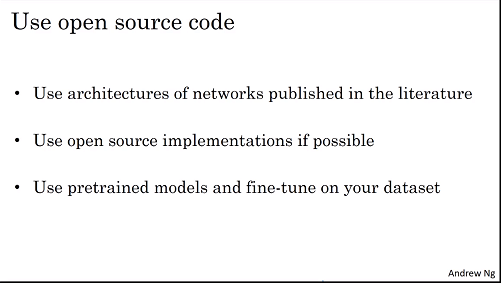 Use open source code
• Use architectures of networks published in the literature
• Use open source implementations if possible
• Use pretrained models and fine-tune on your dataset
Andrew Ng